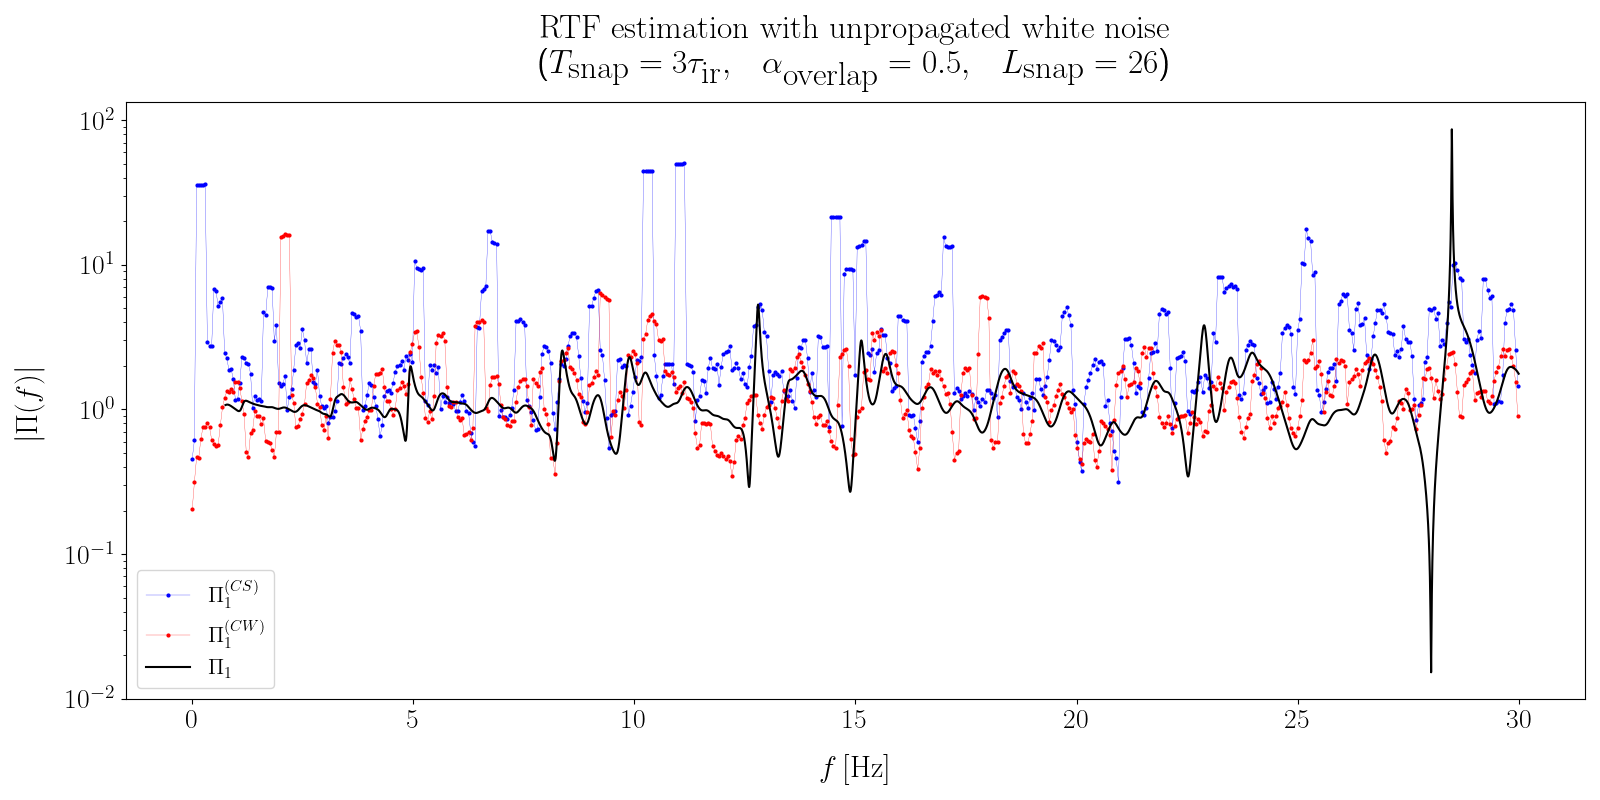 RTF estimation with unpropagated white noise
(T_snap = 3τ_ir,   α_overlap = 0.5,   L_snap = 26)
10^2
10^1
10^0
10^-1
10^-2
|Π(f)|
Π_1^(CS)
Π_1^(CW)
Π_1
0 5 10 15 20 25 30
f [Hz]